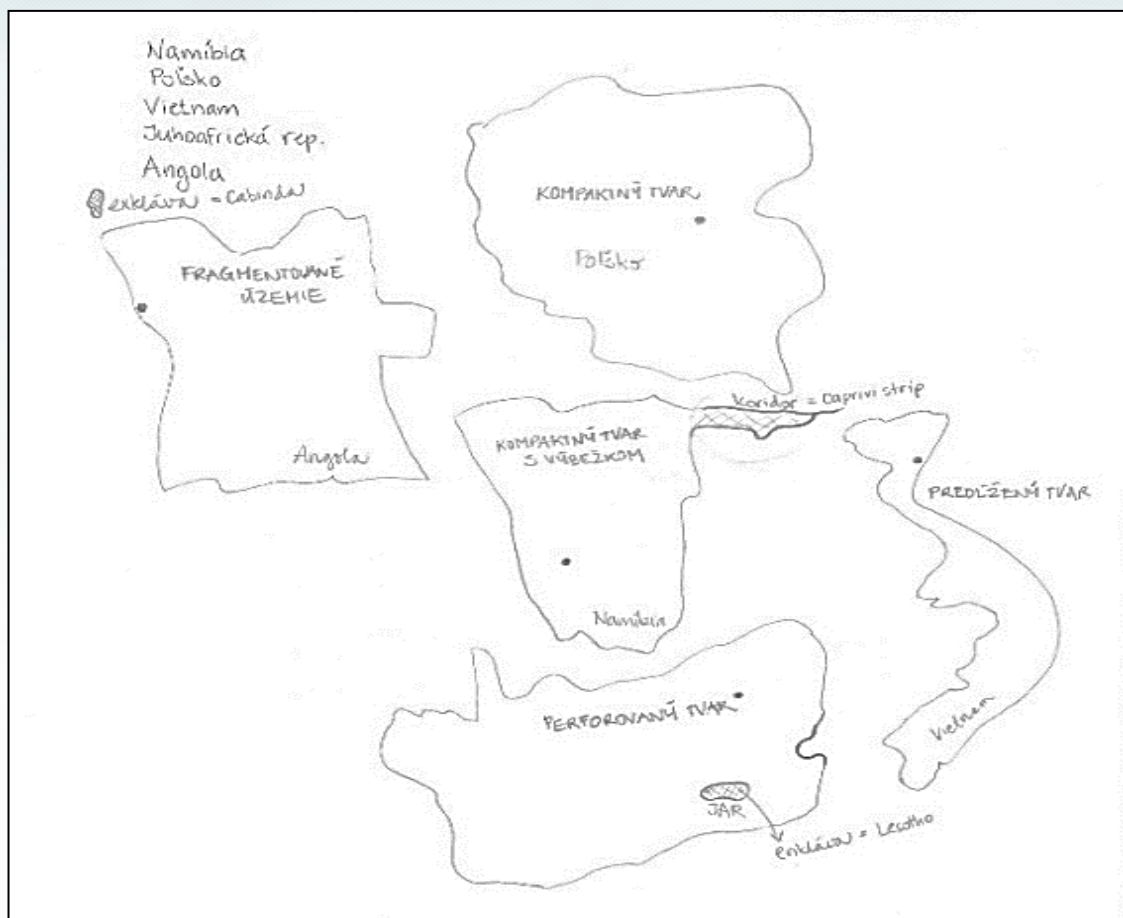 Namíbia
Poľsko
Vietnam
Juhoafrická rep.
Angola
exkláva = Cabinda
FRAGMENTOVANÉ
ÚZEMIE
Angola
KOMPAKTNÝ TVAR
Poľsko
koridor = Caprivi strip
KOMPAKTNÝ TVAR
S VÝBEŽKOM
Namíbia
PREDĹŽENÝ TVAR
Vietnam
PERFOROVANÝ TVAR
JAR
enkláva = Lesotho